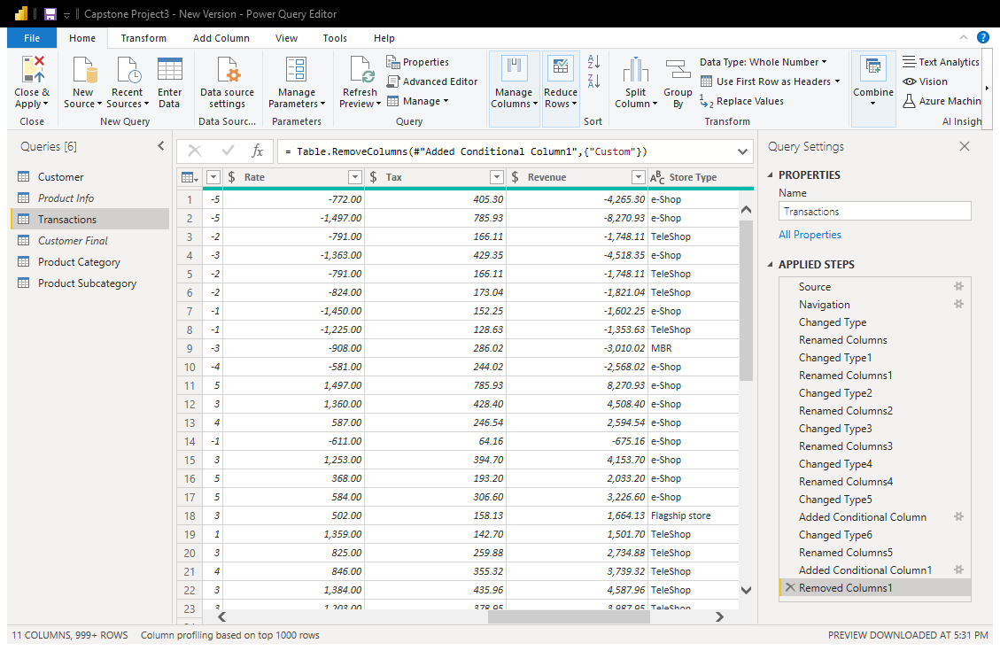 Capstone Project3 - New Version - Power Query Editor
File Home Transform Add Column View Tools Help
Close & Apply
New Source
Recent Sources
Enter Data
Data source settings
Manage Parameters
Refresh Preview
Properties
Advanced Editor
Manage
Manage Columns
Reduce Rows
Split Column
Group By
Data Type: Whole Number
Use First Row as Headers
Replace Values
Combine
Text Analytics
Vision
Azure Machin
Close New Query Data Sourc... Parameters Query Sort Transform AI Insigh
Queries [6]
Customer
Product Info
Transactions
Customer Final
Product Category
Product Subcategory
fx = Table.RemoveColumns(#"Added Conditional Column1",{"Custom"})
$ Rate $ Tax $ Revenue ABC Store Type
1 -5 -772.00 405.30 -4,265.30 e-Shop
2 -5 -1,497.00 785.93 -8,270.93 e-Shop
3 -2 -791.00 166.11 -1,748.11 TeleShop
4 -3 -1,363.00 429.35 -4,518.35 e-Shop
5 -2 -791.00 166.11 -1,748.11 TeleShop
6 -2 -824.00 173.04 -1,821.04 TeleShop
7 -1 -1,450.00 152.25 -1,602.25 e-Shop
8 -1 -1,225.00 128.63 -1,353.63 TeleShop
9 -3 -908.00 286.02 -3,010.02 MBR
10 -4 -581.00 244.02 -2,568.02 e-Shop
11 5 1,497.00 785.93 8,270.93 e-Shop
12 3 1,360.00 428.40 4,508.40 e-Shop
13 4 587.00 246.54 2,594.54 e-Shop
14 -1 -611.00 64.16 -675.16 e-Shop
15 3 1,253.00 394.70 4,153.70 e-Shop
16 5 368.00 193.20 2,033.20 e-Shop
17 5 584.00 306.60 3,226.60 e-Shop
18 3 502.00 158.13 1,664.13 Flagship store
19 1 1,359.00 142.70 1,501.70 TeleShop
20 3 825.00 259.88 2,734.88 TeleShop
21 4 846.00 355.32 3,739.32 TeleShop
22 3 1,384.00 435.96 4,587.96 TeleShop
23 3 1,203.00 378.95 3,987.95 TeleShop
Query Settings
PROPERTIES
Name
Transactions
All Properties
APPLIED STEPS
Source
Navigation
Changed Type
Renamed Columns
Changed Type1
Renamed Columns1
Changed Type2
Renamed Columns2
Changed Type3
Renamed Columns3
Changed Type4
Renamed Columns4
Changed Type5
Added Conditional Column
Changed Type6
Renamed Columns5
Added Conditional Column1
Removed Columns1
11 COLUMNS, 999+ ROWS Column profiling based on top 1000 rows PREVIEW DOWNLOADED AT 5:31 PM